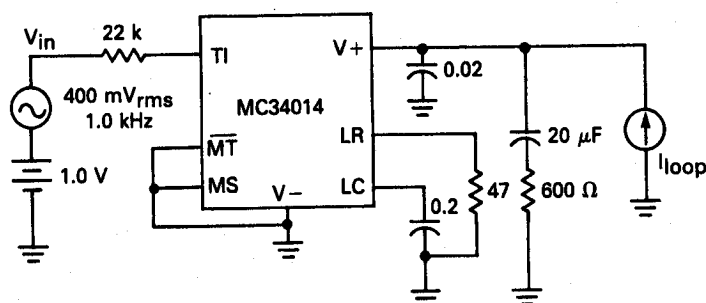 Vin
22 k
TI
V+
0.02
400 mVrms
1.0 kHz
MC34014
20 μF
Iloop
MT
LR
1.0 V
MS
V−
LC
47
600 Ω
0.2